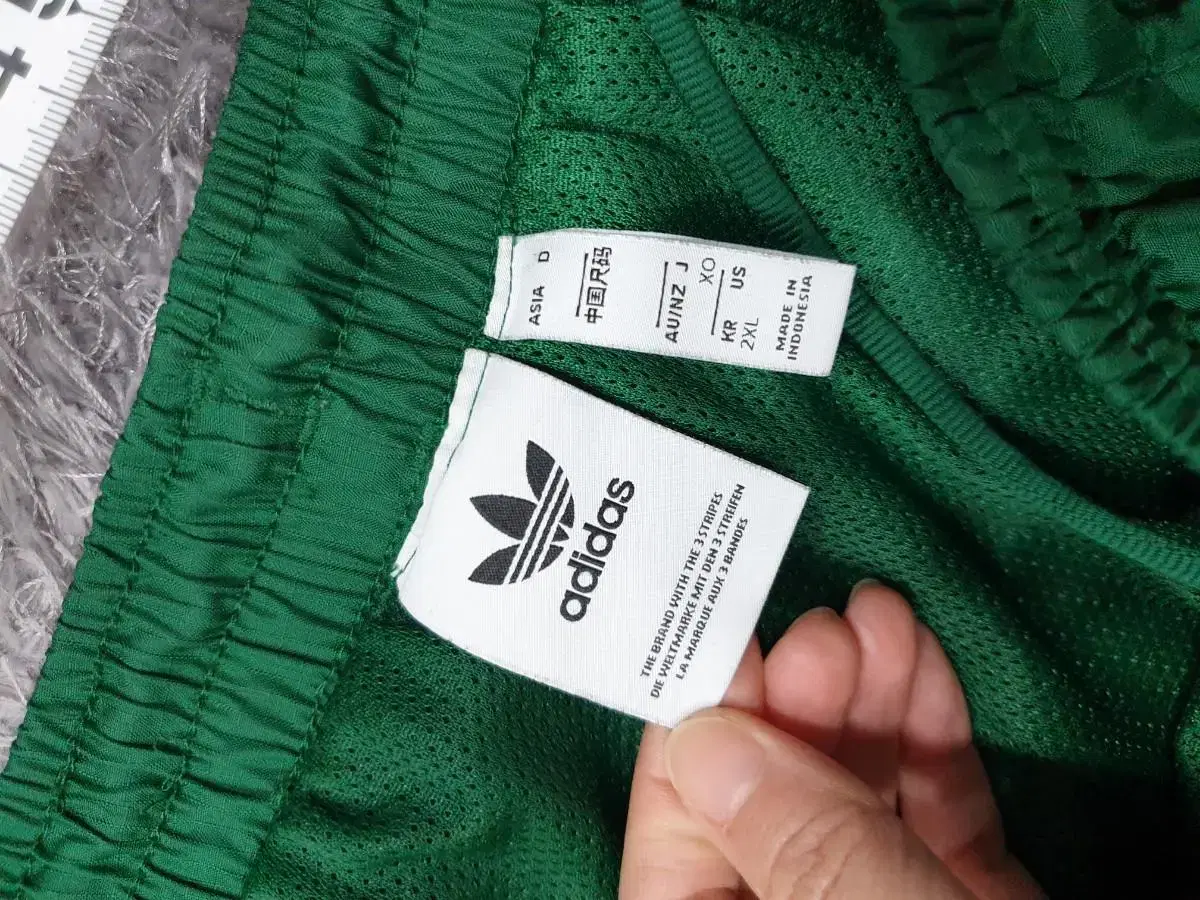 ASIA D
中国尺码
AU/NZ J
XO
KR US
2XL
MADE IN
INDONESIA
adidas
THE BRAND WITH THE 3 STRIPES
DIE WELTMARKE MIT DEN 3 STREIFEN
LA MARQUE AUX 3 BANDES